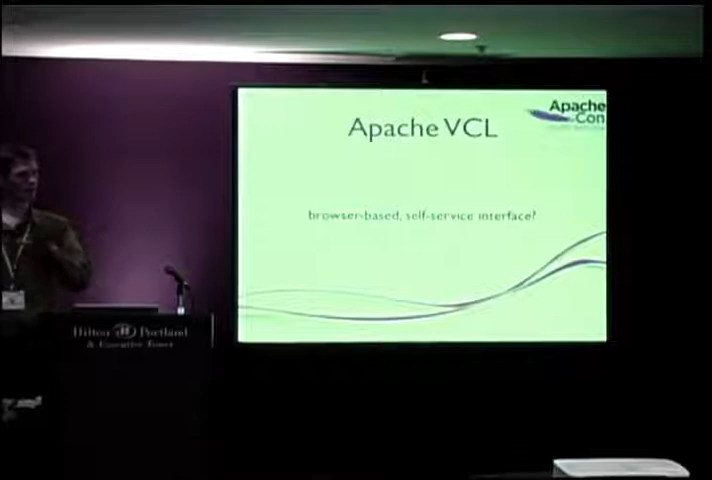 Apache
Con
Apache VCL
browser-based, self-service interface?
Hilton Portland
& Executive Tower